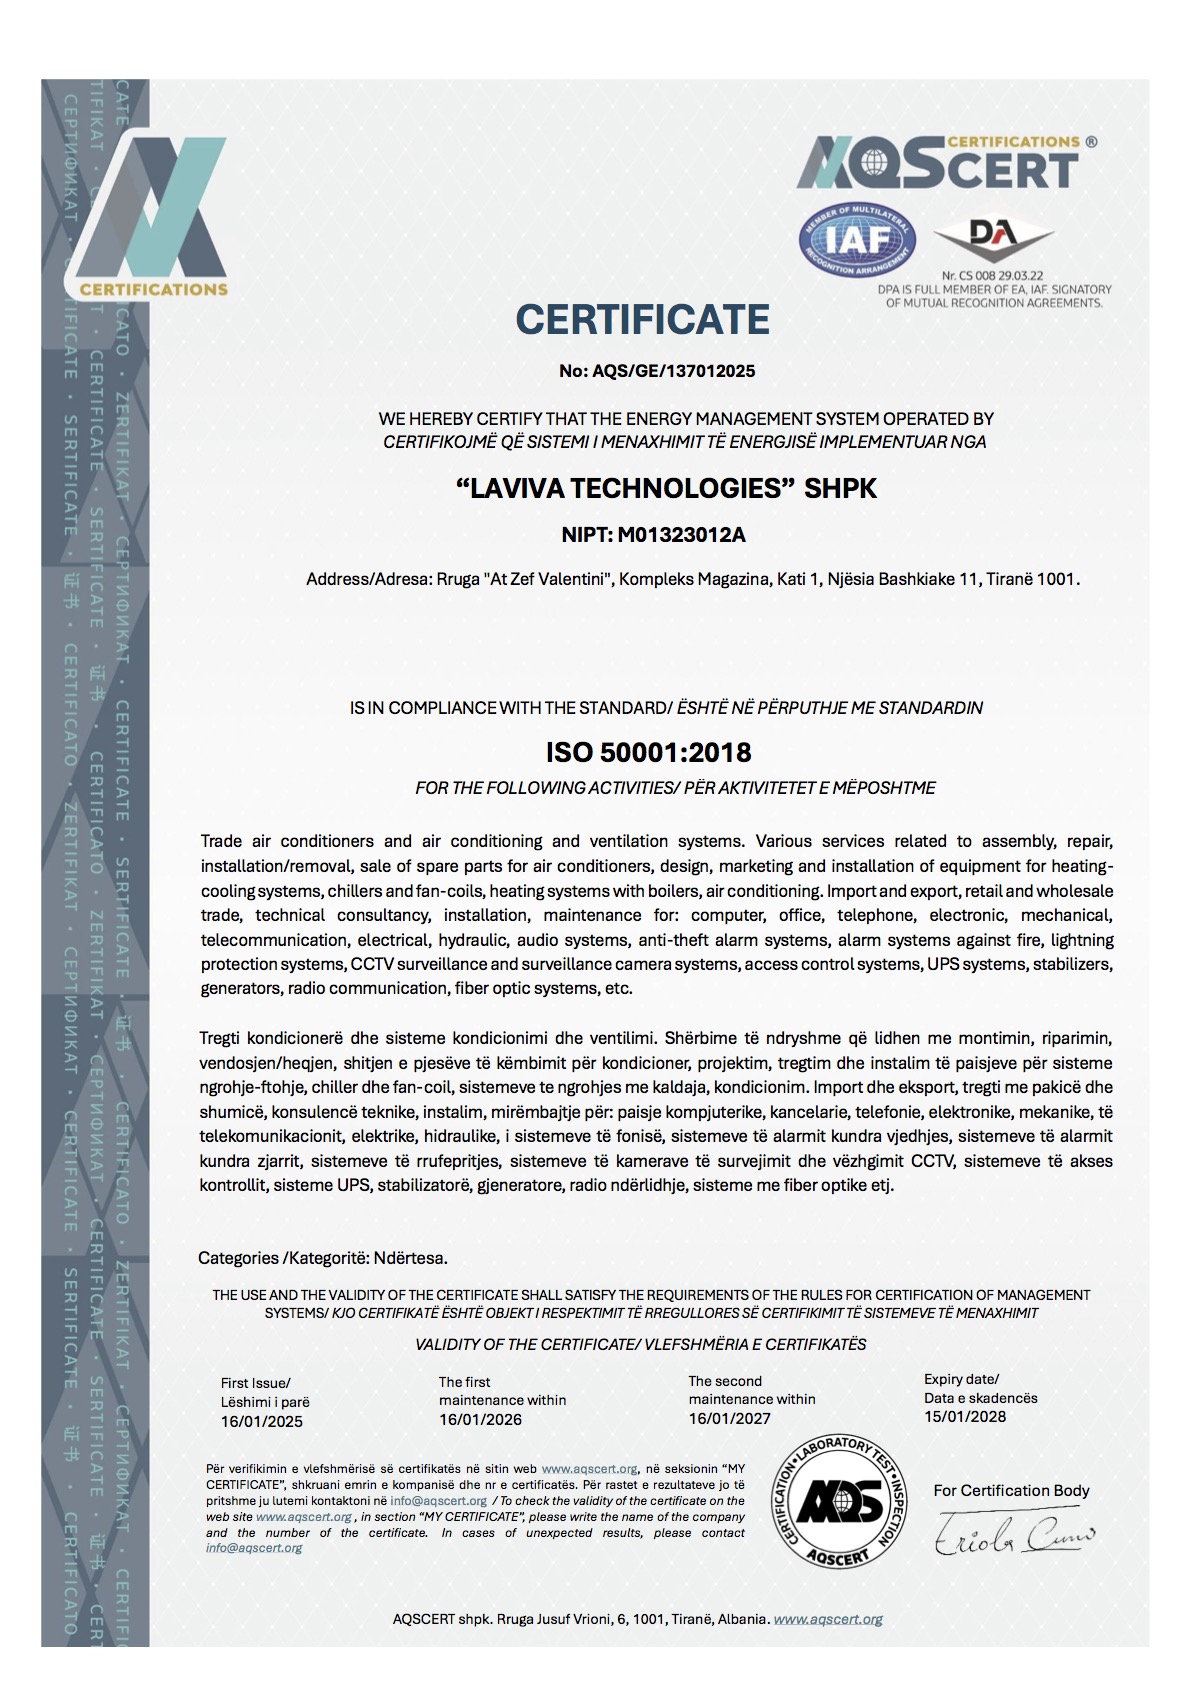 CERTIFICATIONS
AQSCERT CERTIFICATIONS ®
MEMBER OF MULTILATERAL
IAF
RECOGNITION ARRANGEMENT
DA
Nr. CS 008 29.03.22
DPA IS FULL MEMBER OF EA, IAF. SIGNATORY
OF MUTUAL RECOGNITION AGREEMENTS.
CERTIFICATE
No: AQS/GE/137012025
WE HEREBY CERTIFY THAT THE ENERGY MANAGEMENT SYSTEM OPERATED BY
CERTIFIKOJMË QË SISTEMI I MENAXHIMIT TË ENERGJISË IMPLEMENTUAR NGA
“LAVIVA TECHNOLOGIES” SHPK
NIPT: M01323012A
Address/Adresa: Rruga "At Zef Valentini", Kompleks Magazina, Kati 1, Njësia Bashkiake 11, Tiranë 1001.
IS IN COMPLIANCE WITH THE STANDARD/ ËSHTË NË PËRPUTHJE ME STANDARDIN
ISO 50001:2018
FOR THE FOLLOWING ACTIVITIES/ PËR AKTIVITETET E MËPOSHTME
Trade air conditioners and air conditioning and ventilation systems. Various services related to assembly, repair,
installation/removal, sale of spare parts for air conditioners, design, marketing and installation of equipment for heating-
cooling systems, chillers and fan-coils, heating systems with boilers, air conditioning. Import and export, retail and wholesale
trade, technical consultancy, installation, maintenance for: computer, office, telephone, electronic, mechanical,
telecommunication, electrical, hydraulic, audio systems, anti-theft alarm systems, alarm systems against fire, lightning
protection systems, CCTV surveillance and surveillance camera systems, access control systems, UPS systems, stabilizers,
generators, radio communication, fiber optic systems, etc.
Tregti kondicionerë dhe sisteme kondicionimi dhe ventilimi. Shërbime të ndryshme që lidhen me montimin, riparimin,
vendosjen/heqjen, shitjen e pjesëve të këmbimit për kondicioner, projektim, tregtim dhe instalim të paisjeve për sisteme
ngrohje-ftohje, chiller dhe fan-coil, sistemeve te ngrohjes me kaldaja, kondicionim. Import dhe eksport, tregti me pakicë dhe
shumicë, konsulencë teknike, instalim, mirëmbajtje për: paisje kompjuterike, kancelarie, telefonie, elektronike, mekanike, të
telekomunikacionit, elektrike, hidraulike, i sistemeve të fonisë, sistemeve të alarmit kundra vjedhjes, sistemeve të alarmit
kundra zjarrit, sistemeve të rrufepritjes, sistemeve të kamerave të survejimit dhe vëzhgimit CCTV, sistemeve të akses
kontrollit, sisteme UPS, stabilizatorë, gjeneratore, radio ndërlidhje, sisteme me fiber optike etj.
Categories /Kategoritë: Ndërtesa.
THE USE AND THE VALIDITY OF THE CERTIFICATE SHALL SATISFY THE REQUIREMENTS OF THE RULES FOR CERTIFICATION OF MANAGEMENT
SYSTEMS/ KJO CERTIFIKATË ËSHTË OBJEKT I RESPEKTIMIT TË RREGULLORES SË CERTIFIKIMIT TË SISTEMEVE TË MENAXHIMIT
VALIDITY OF THE CERTIFICATE/ VLEFSHMËRIA E CERTIFIKATËS
First Issue/
Lëshimi i parë
16/01/2025
The first
maintenance within
16/01/2026
The second
maintenance within
16/01/2027
Expiry date/
Data e skadencës
15/01/2028
Për verifikimin e vlefshmërisë së certifikatës në sitin web www.aqscert.org, në seksionin “MY
CERTIFICATE”, shkruani emrin e kompanisë dhe nr e certificatës. Për rastet e rezultateve jo të
pritshme ju lutemi kontaktoni në info@aqscert.org / To check the validity of the certificate on the
web site www.aqscert.org , in section “MY CERTIFICATE”, please write the name of the company
and the number of the certificate. In cases of unexpected results, please contact
info@aqscert.org
CERTIFICATION • LABORATORY TEST • INSPECTION
AQS
AQSCERT
For Certification Body
AQSCERT shpk. Rruga Jusuf Vrioni, 6, 1001, Tiranë, Albania. www.aqscert.org